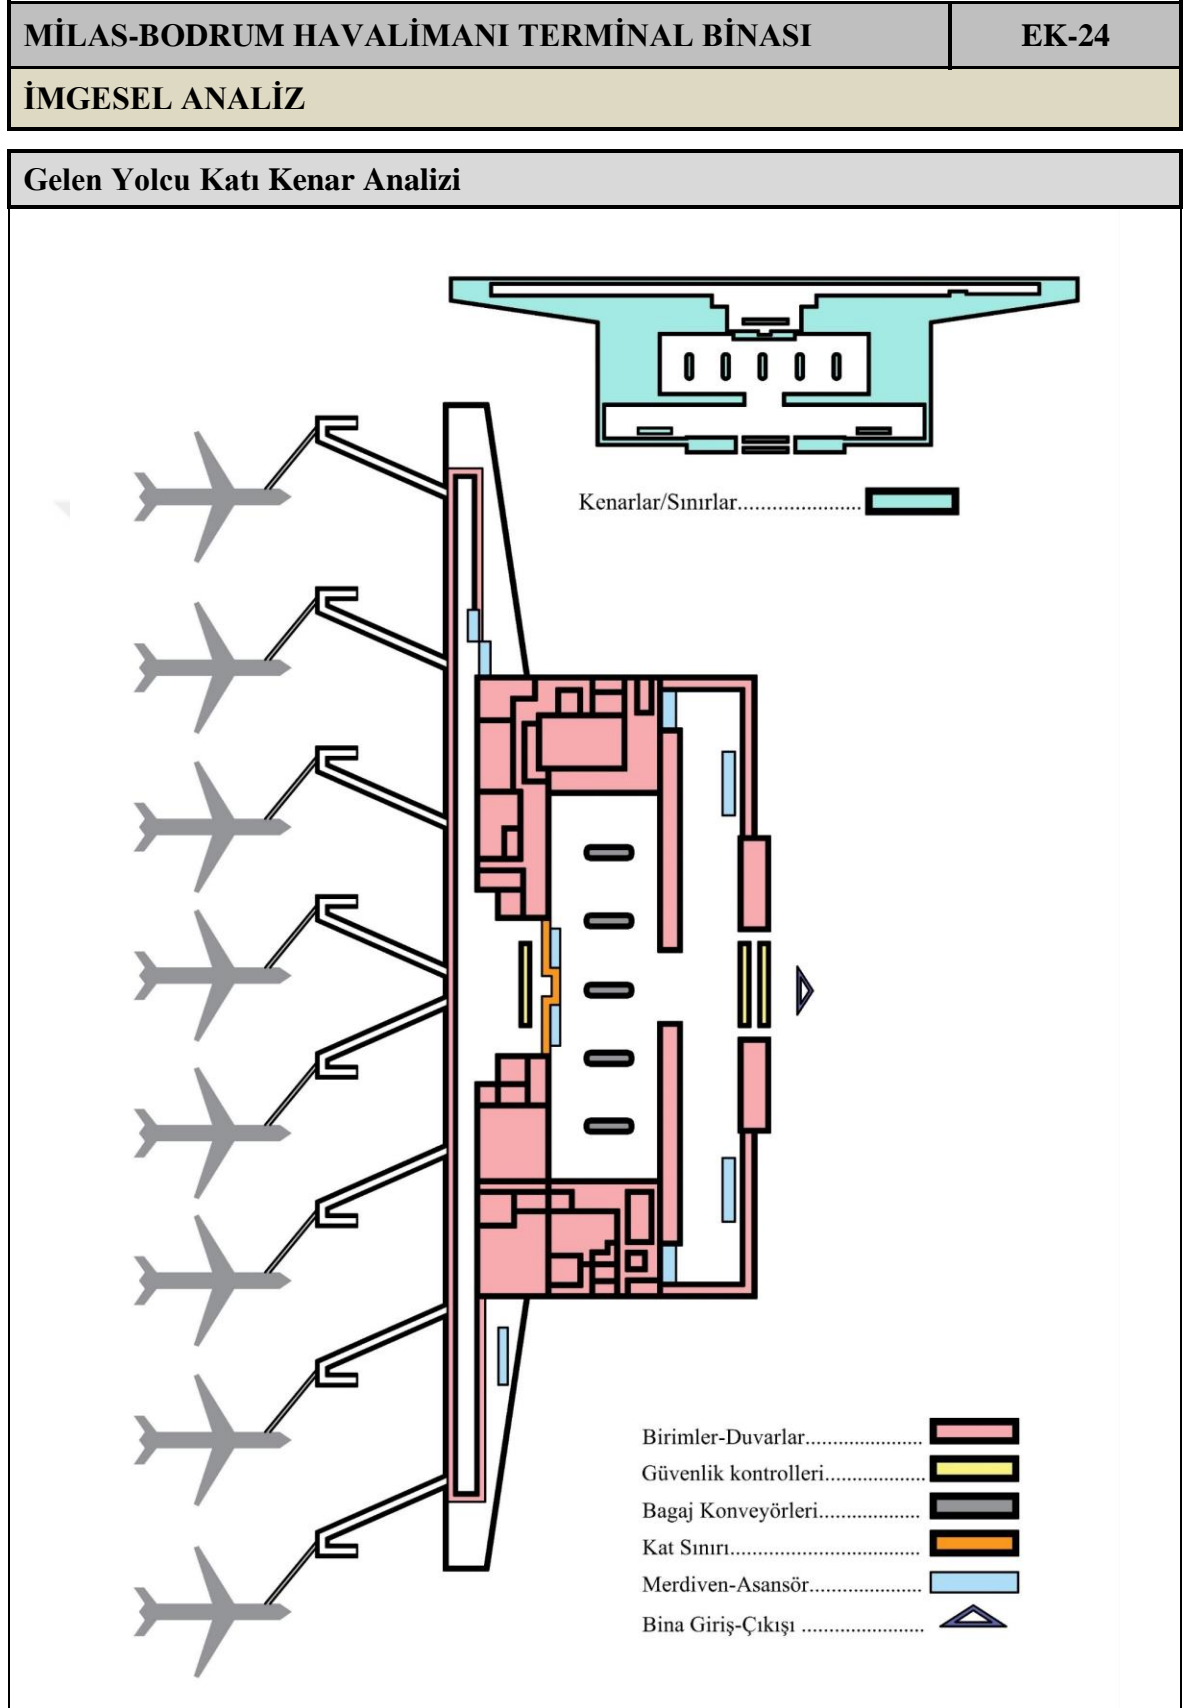 MİLAS-BODRUM HAVALİMANI TERMİNAL BİNASI EK-24
İMGESEL ANALİZ
Gelen Yolcu Katı Kenar Analizi
Kenarlar/Sınırlar......................
Birimler-Duvarlar.....................
Güvenlik kontrolleri..................
Bagaj Konveyörleri...................
Kat Sınırı..................................
Merdiven-Asansör.....................
Bina Giriş-Çıkışı ......................